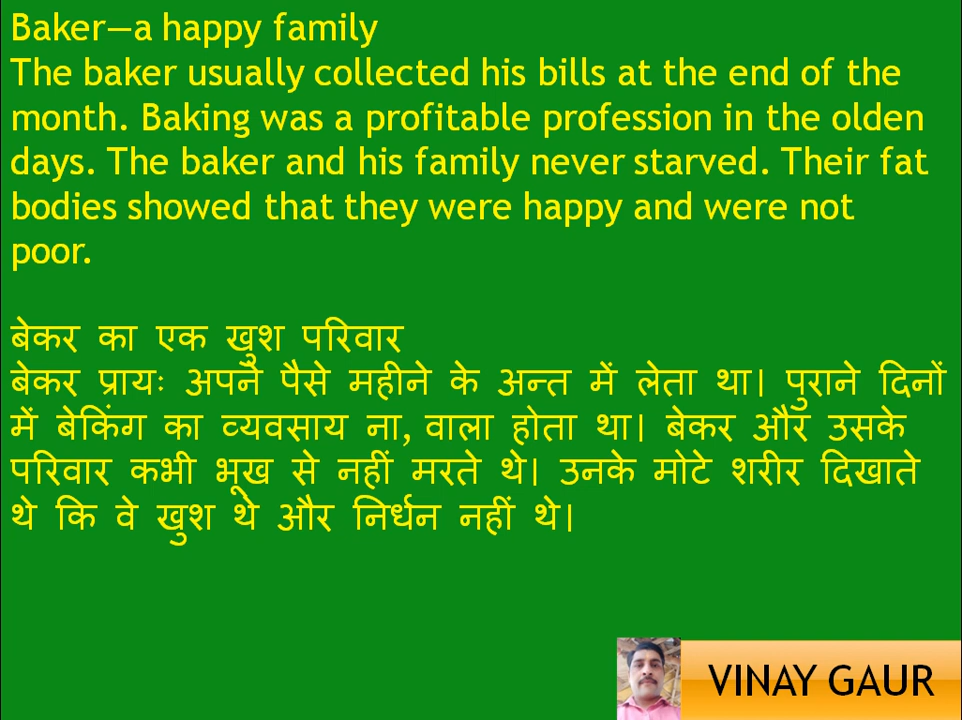 Baker—a happy family
The baker usually collected his bills at the end of the
month. Baking was a profitable profession in the olden
days. The baker and his family never starved. Their fat
bodies showed that they were happy and were not
poor.
बेकर का एक खुश परिवार
बेकर प्रायः अपने पैसे महीने के अन्त में लेता था। पुराने दिनों
में बेकिंग का व्यवसाय ना, वाला होता था। बेकर और उसके
परिवार कभी भूख से नहीं मरते थे। उनके मोटे शरीर दिखाते
थे कि वे खुश थे और निर्धन नहीं थे।
VINAY GAUR